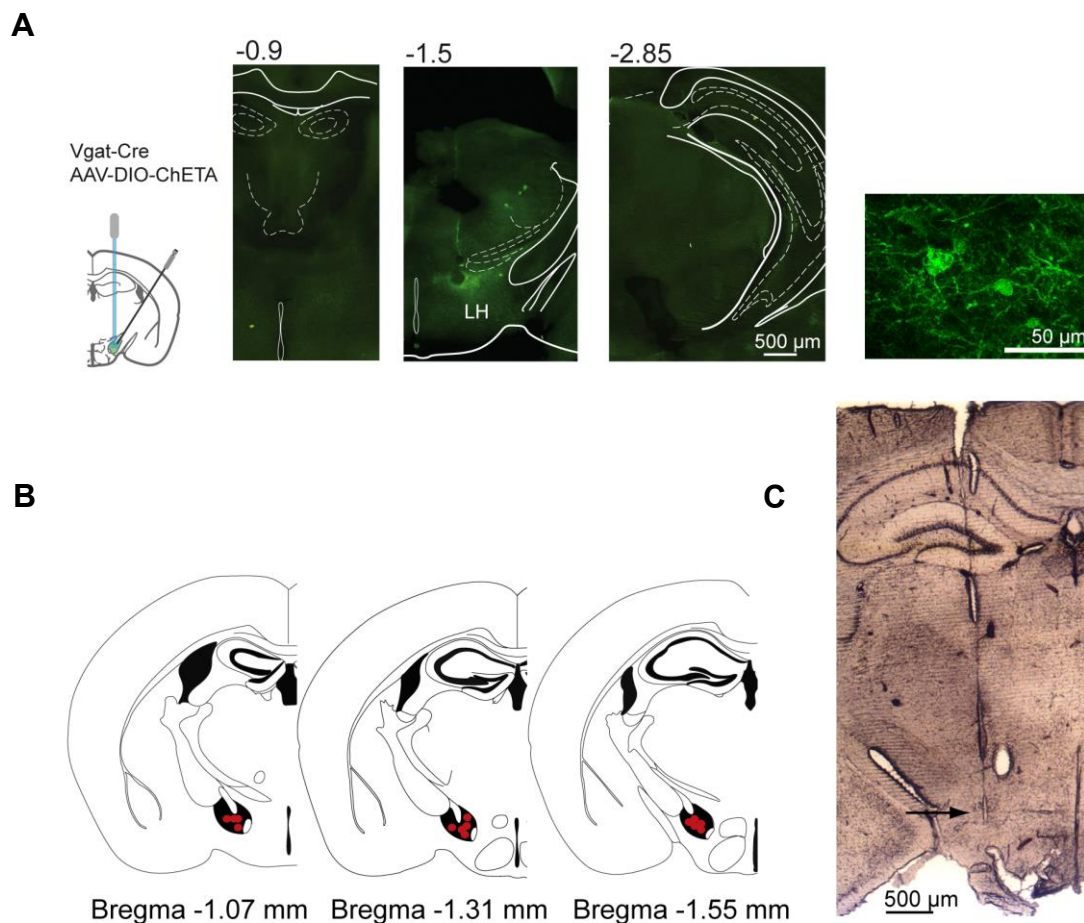 A
-0.9
-1.5
-2.85
Vgat-Cre
AAV-DIO-ChETA
LH
500 µm
50 µm
B
C
Bregma -1.07 mm
Bregma -1.31 mm
Bregma -1.55 mm
500 µm